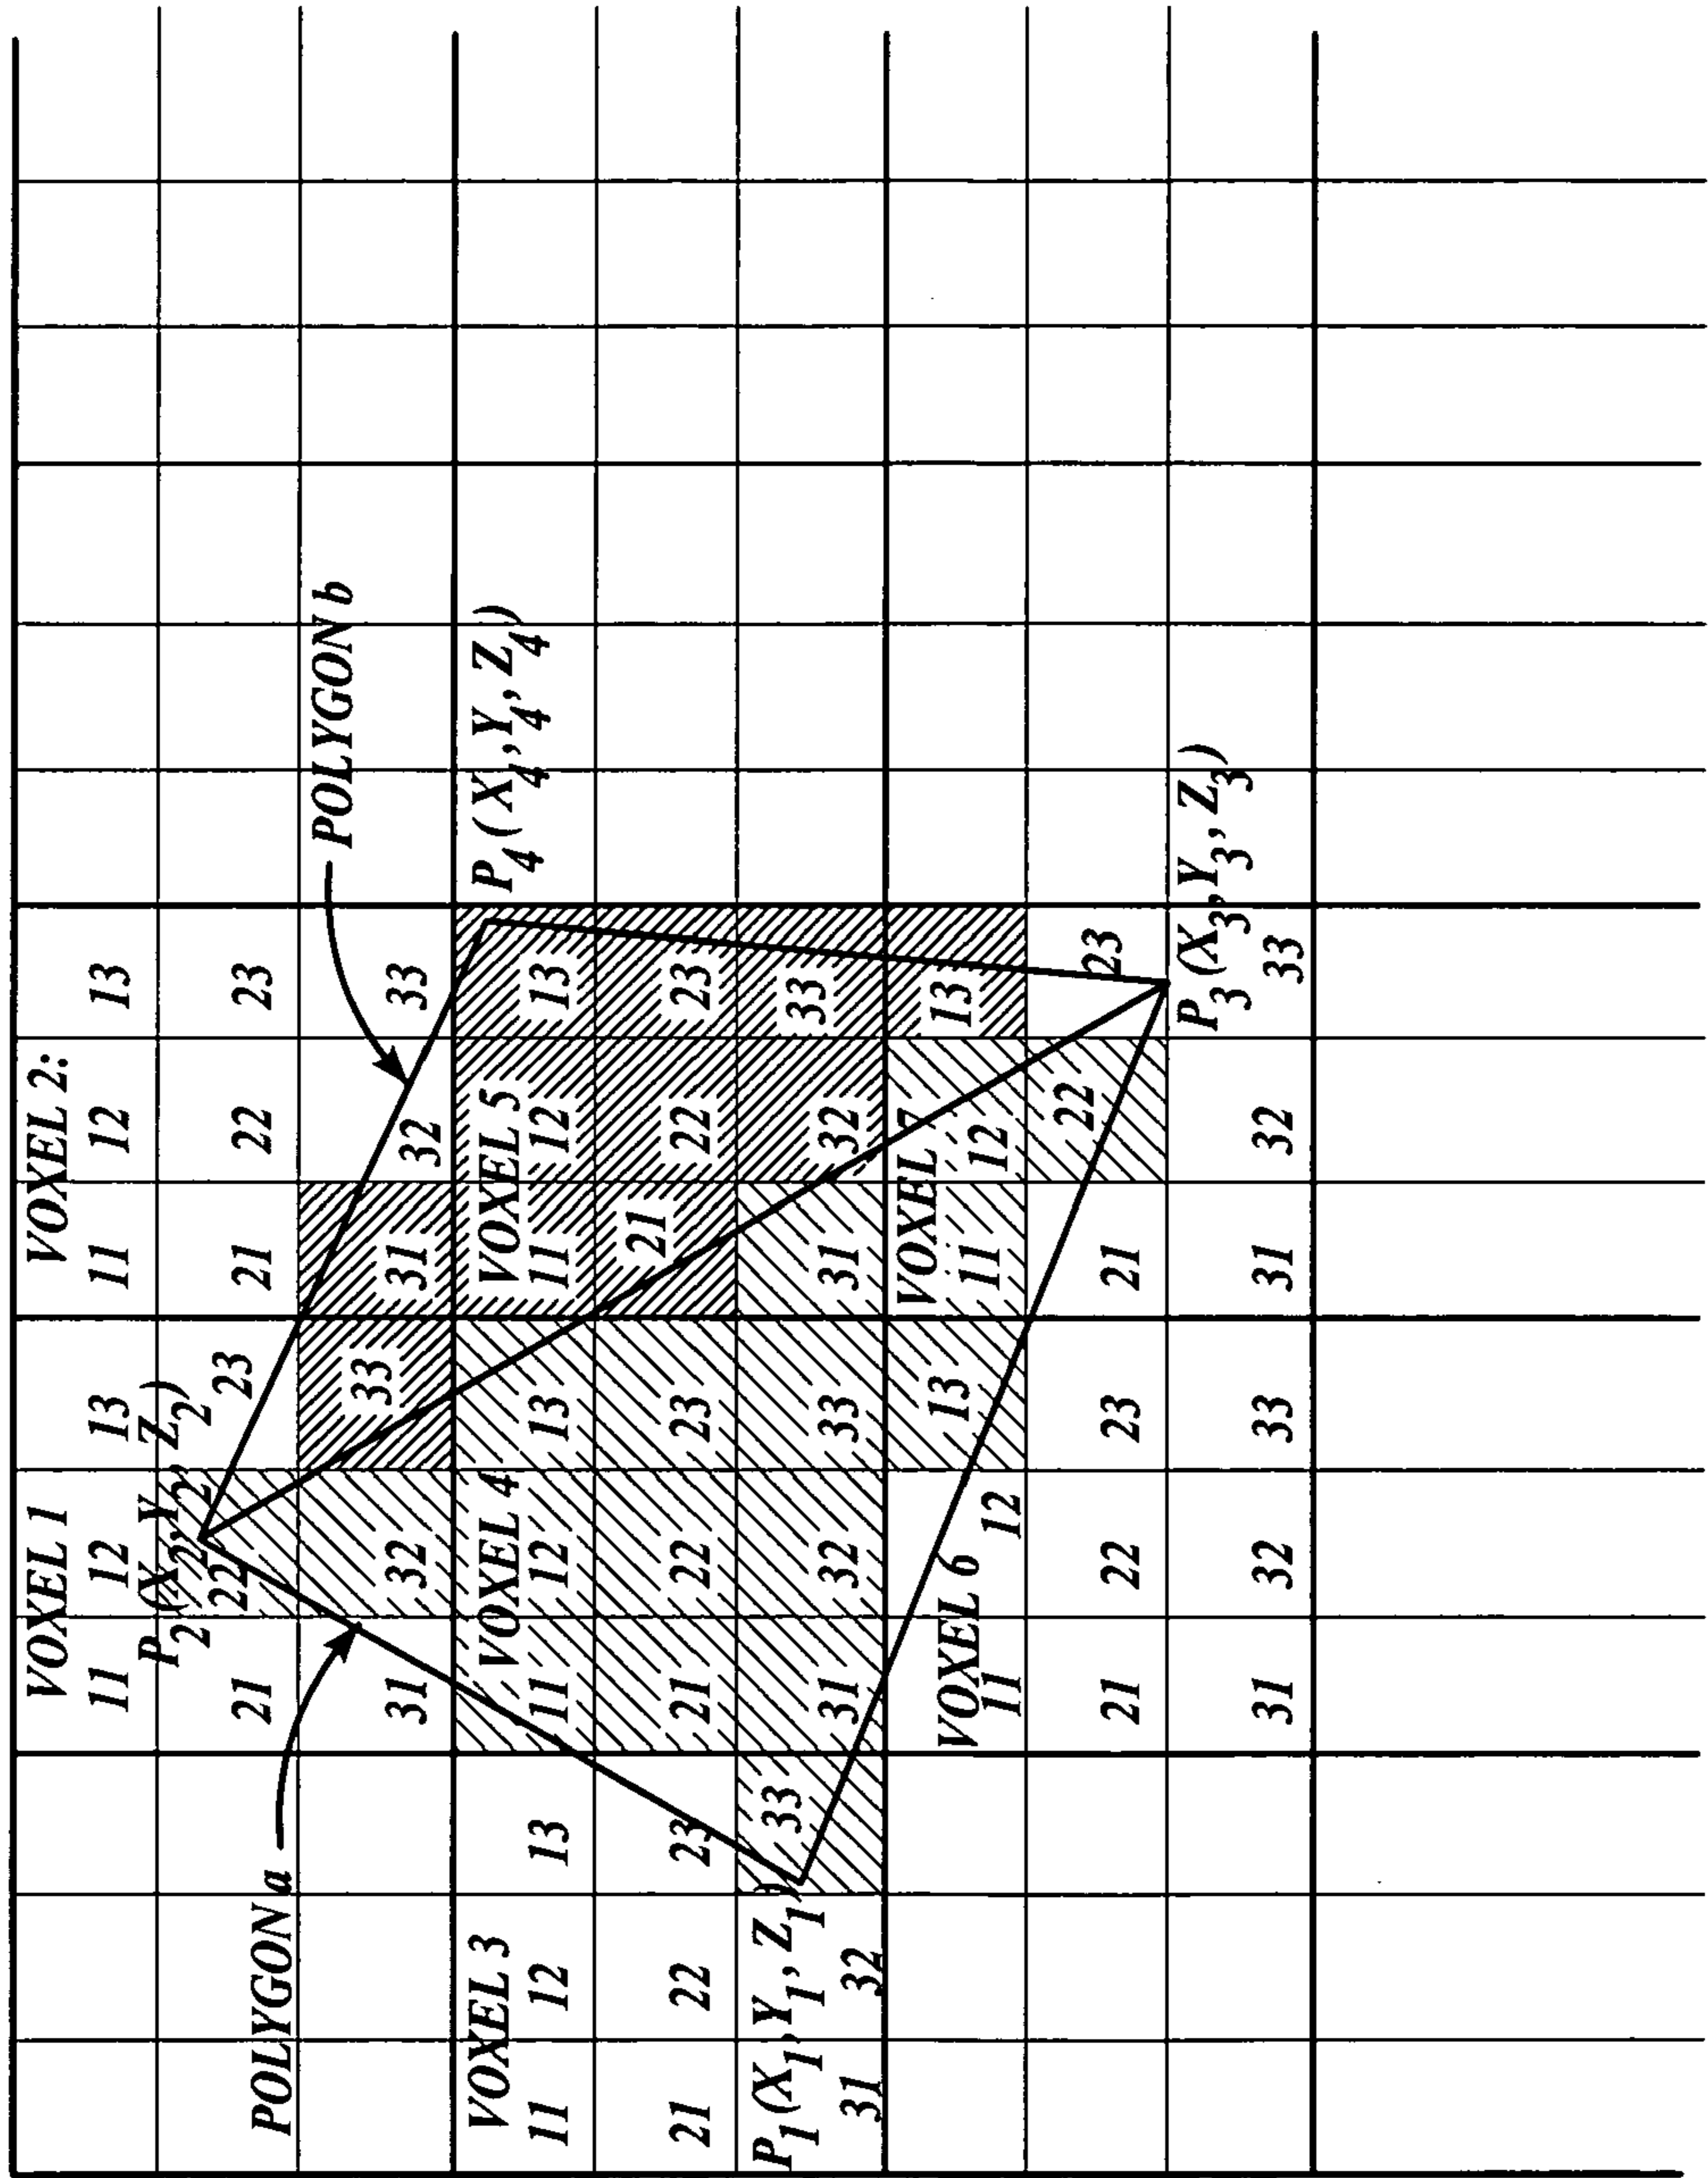 VOXEL 1 VOXEL 2:
11 12 13 11 12 13
P2(X2,Y2,Z2)
21 22 23 21 22 23
POLYGON a
POLYGON b
31 32 33 31 32 33
VOXEL 3 VOXEL 4 VOXEL 5 P4(X4,Y4,Z4)
11 12 13 11 12 13 11 12 13
21 22 23 21 22 23 21 22 23
P1(X1,Y1,Z1)
31 32 33 31 32 33 31 32 33
VOXEL 6 VOXEL 7
11 12 13 11 12 13
21 22 23 21 22 23
P3(X3,Y3,Z3)
31 32 33 31 32 33